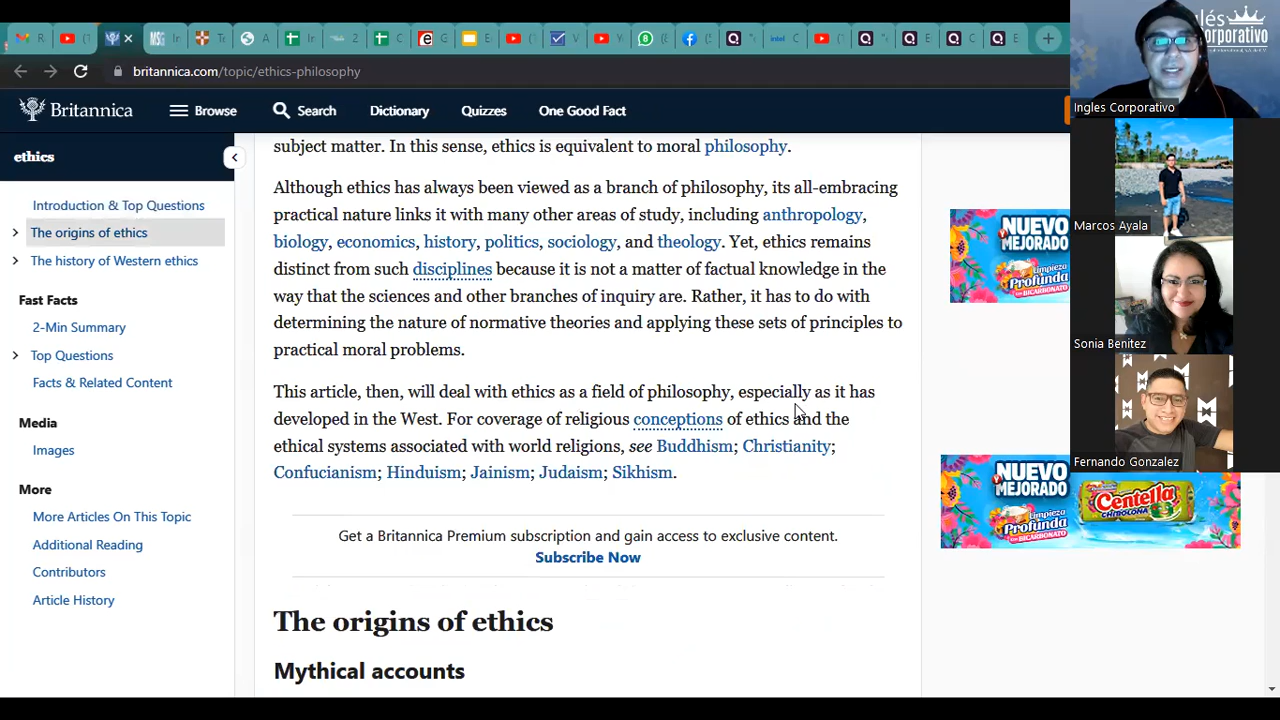 britannica.com/topic/ethics-philosophy
Britannica
Browse
Search
Dictionary
Quizzes
One Good Fact
ethics
Introduction & Top Questions
The origins of ethics
The history of Western ethics
Fast Facts
2-Min Summary
Top Questions
Facts & Related Content
Media
Images
More
More Articles On This Topic
Additional Reading
Contributors
Article History
subject matter. In this sense, ethics is equivalent to moral philosophy.
Although ethics has always been viewed as a branch of philosophy, its all-embracing
practical nature links it with many other areas of study, including anthropology,
biology, economics, history, politics, sociology, and theology. Yet, ethics remains
distinct from such disciplines because it is not a matter of factual knowledge in the
way that the sciences and other branches of inquiry are. Rather, it has to do with
determining the nature of normative theories and applying these sets of principles to
practical moral problems.
This article, then, will deal with ethics as a field of philosophy, especially as it has
developed in the West. For coverage of religious conceptions of ethics and the
ethical systems associated with world religions, see Buddhism; Christianity;
Confucianism; Hinduism; Jainism; Judaism; Sikhism.
Get a Britannica Premium subscription and gain access to exclusive content.
Subscribe Now
The origins of ethics
Mythical accounts
NUEVO
Y MEJORADO
Limpieza
Profunda
CON BICARBONATO
NUEVO
Y MEJORADO
Limpieza
Profunda
CON BICARBONATO
Centella
Ingles Corporativo
Marcos Ayala
Sonia Benitez
Fernando Gonzalez